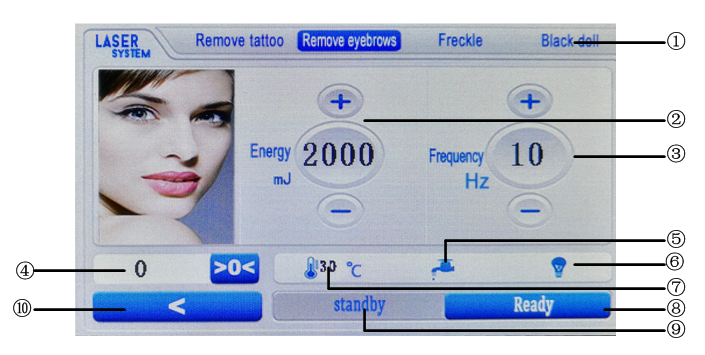 LASER
SYSTEM
Remove tattoo Remove eyebrows Freckle Black doll
①
②
Energy 2000
mJ
Frequency 10
Hz
③
④ 0 >0<
30 °C
⑤
⑥
⑦
⑩ < standby Ready ⑧
⑨